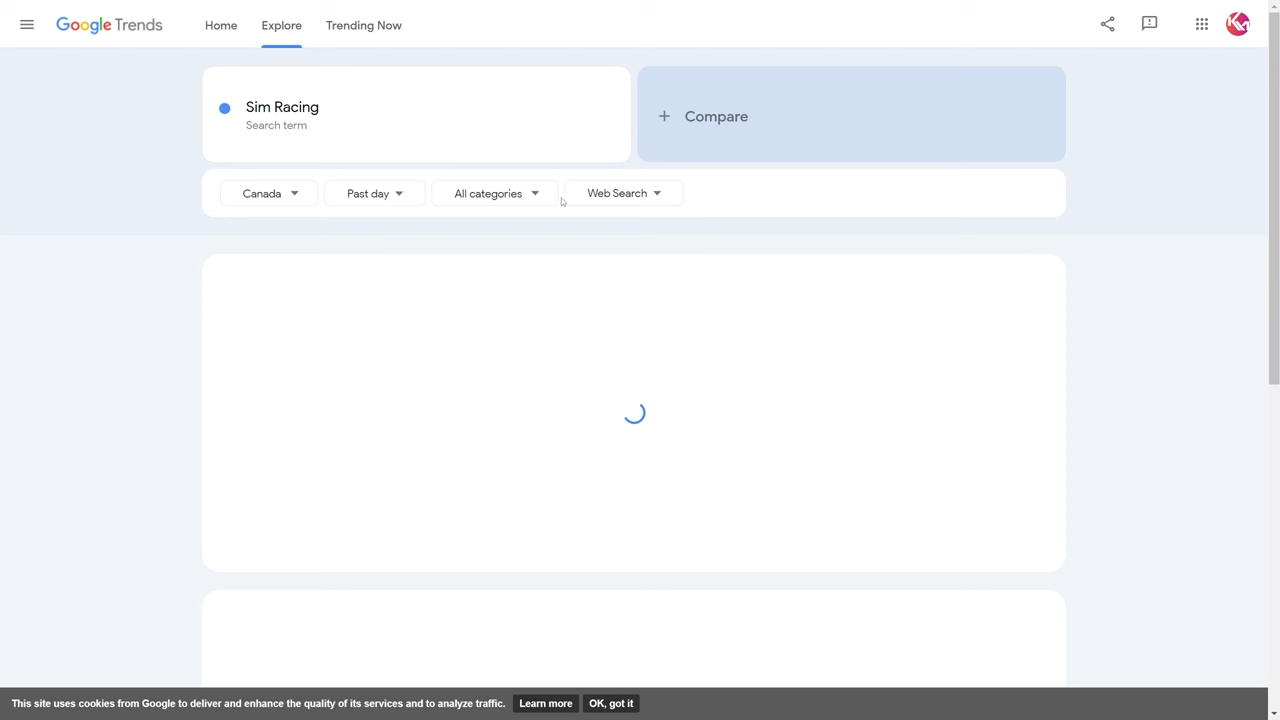 Google Trends
Home
Explore
Trending Now
Sim Racing
Search term
+ Compare
Canada
Past day
All categories
Web Search
This site uses cookies from Google to deliver and enhance the quality of its services and to analyze traffic.
Learn more
OK, got it